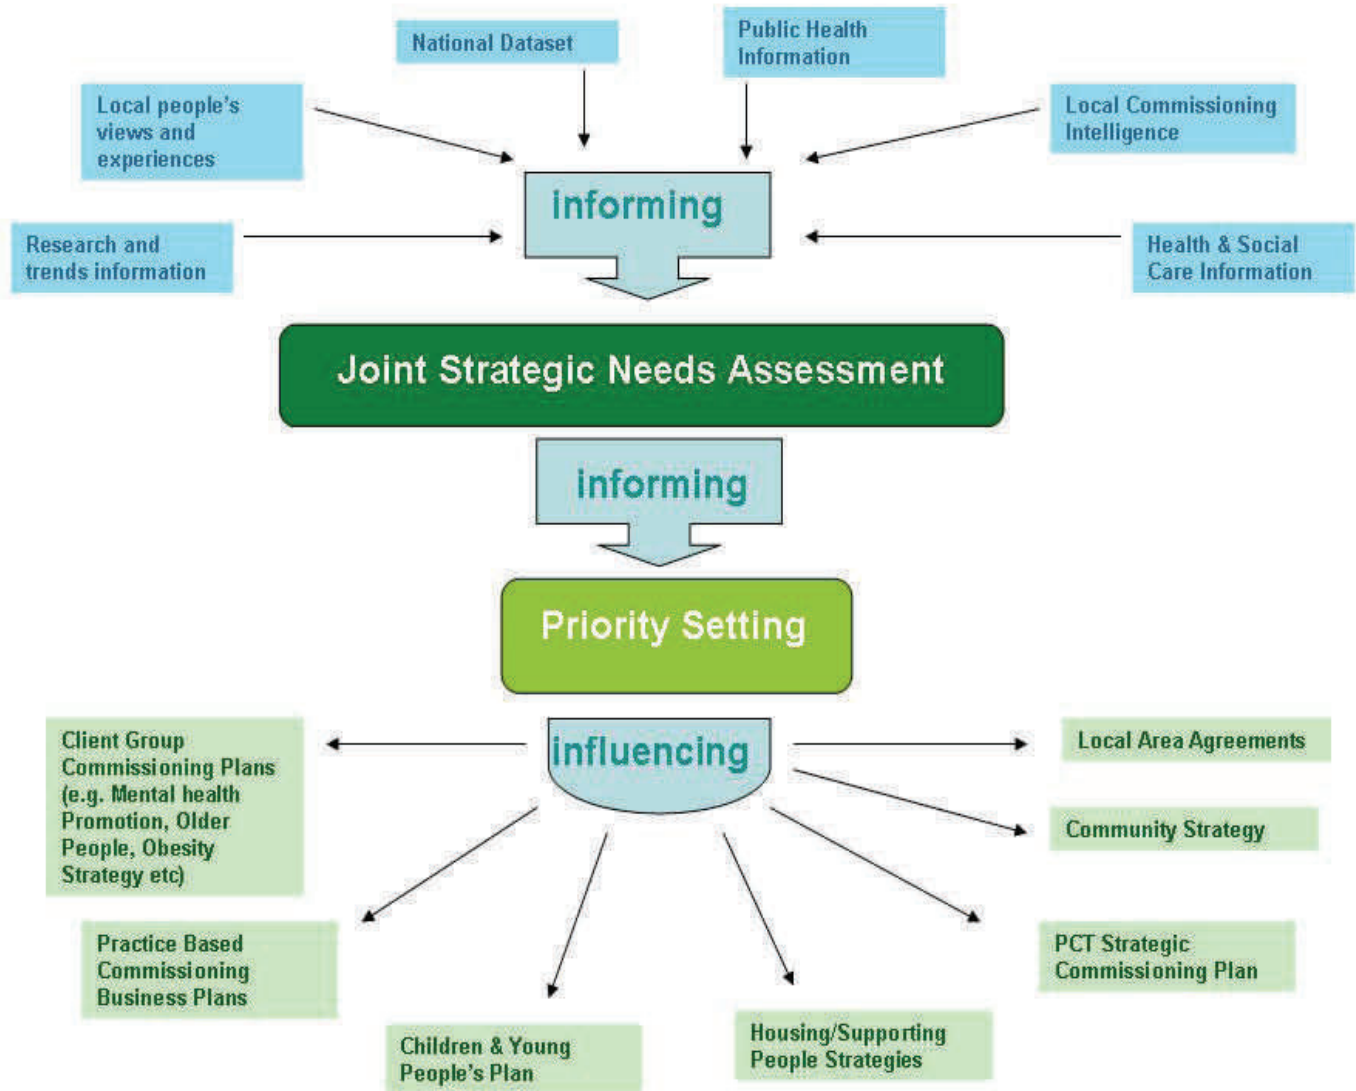 National Dataset
Public Health
Information
Local people's
views and
experiences
Local Commissioning
Intelligence
informing
Research and
trends information
Health & Social
Care Information
Joint Strategic Needs Assessment
informing
Priority Setting
influencing
Client Group
Commissioning Plans
(e.g. Mental health
Promotion, Older
People, Obesity
Strategy etc)
Local Area Agreements
Community Strategy
Practice Based
Commissioning
Business Plans
PCT Strategic
Commissioning Plan
Children & Young
People's Plan
Housing/Supporting
People Strategies